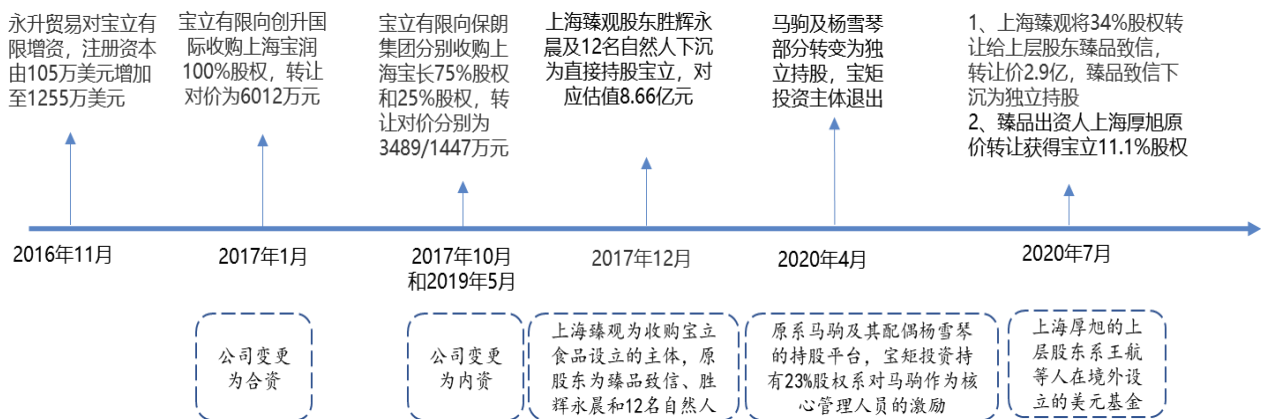 永升贸易对宝立有
限增资，注册资本
由105万美元增加
至1255万美元
宝立有限向创升国
际收购上海宝润
100%股权，转让
对价为6012万元
宝立有限向保朗
集团分别收购上
海宝长75%股权
和25%股权，转
让对价分别为
3489/1447万元
上海臻观股东胜辉永
晨及12名自然人下沉
为直接持股宝立，对
应估值8.66亿元
马驹及杨雪琴
部分转变为独
立持股，宝矩
投资主体退出
1、上海臻观将34%股权转
让给上层股东臻品致信，
转让价2.9亿，臻品致信下
沉为独立持股
2、臻品出资人上海厚旭原
价转让获得宝立11.1%股权
2016年11月
2017年1月
2017年10月
和2019年5月
2017年12月
2020年4月
2020年7月
公司变更
为合资
公司变更
为内资
上海臻观为收购宝立
食品设立的主体，原
股东为臻品致信、胜
辉永晨和12名自然人
原系马驹及其配偶杨雪琴
的持股平台，宝矩投资持
有23%股权系对马驹作为核
心管理人员的激励
上海厚旭的上
层股东系王航
等人在境外设
立的美元基金